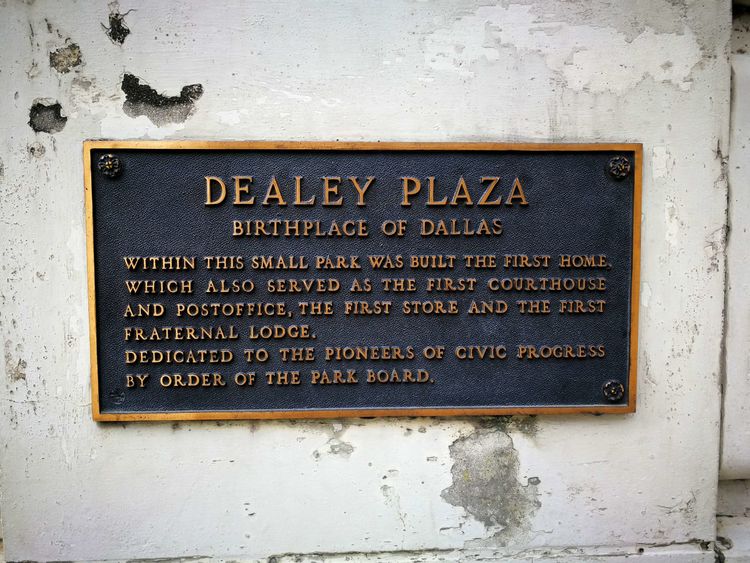 DEALEY PLAZA
BIRTHPLACE OF DALLAS
WITHIN THIS SMALL PARK WAS BUILT THE FIRST HOME,
WHICH ALSO SERVED AS THE FIRST COURTHOUSE
AND POSTOFFICE, THE FIRST STORE AND THE FIRST
FRATERNAL LODGE.
DEDICATED TO THE PIONEERS OF CIVIC PROGRESS
BY ORDER OF THE PARK BOARD.